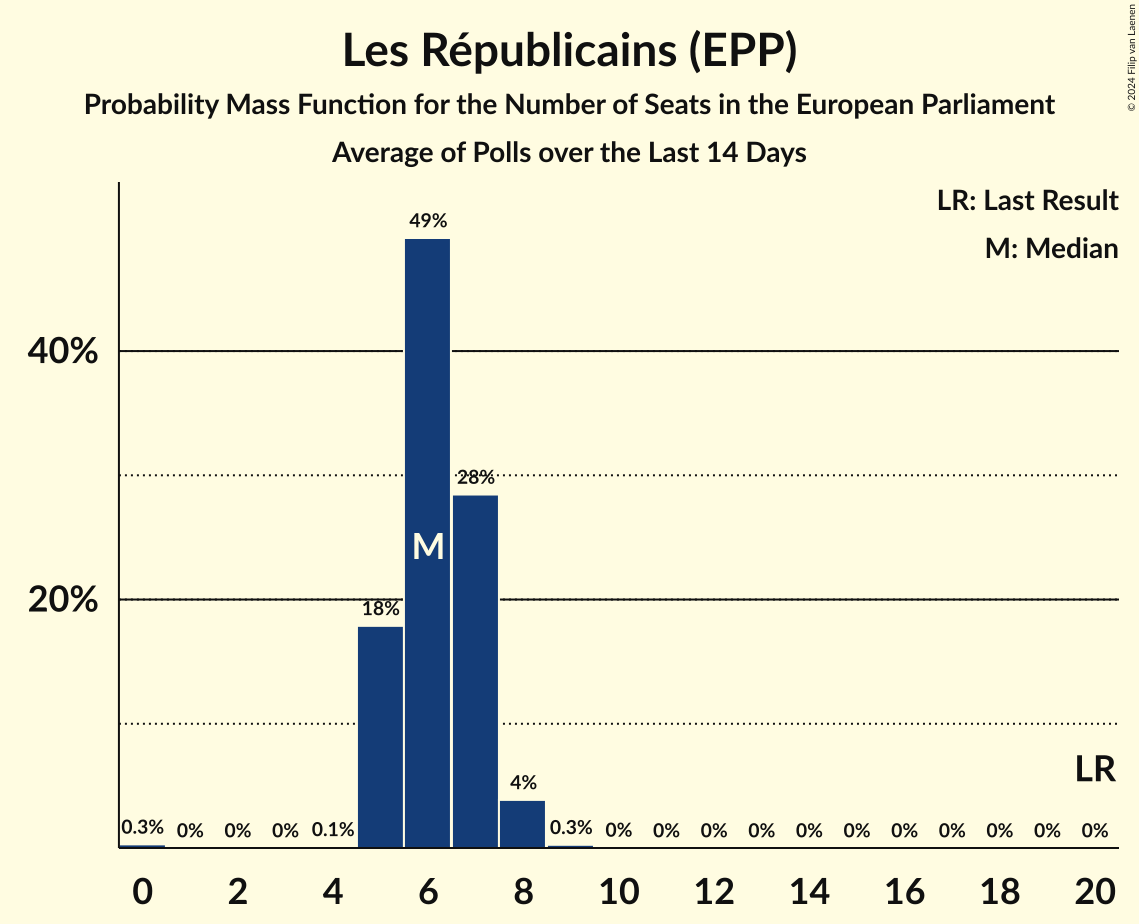 Les Républicains (EPP)
Probability Mass Function for the Number of Seats in the European Parliament
Average of Polls over the Last 14 Days
© 2024 Filip van Laenen
LR: Last Result
M: Median
49%
40%
28%
M
20%
18%
LR
4%
0.3% 0% 0% 0% 0.1% 0.3% 0% 0% 0% 0% 0% 0% 0% 0% 0% 0% 0%
0 2 4 6 8 10 12 14 16 18 20